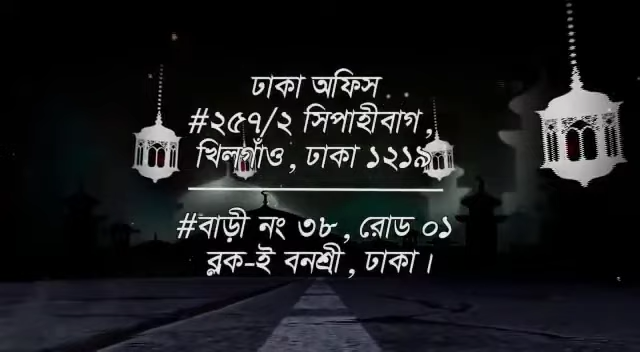 ঢাকা অফিস
#২৫৭/২ সিপাহীবাগ,
খিলগাঁও, ঢাকা ১২১৯
#বাড়ী নং ৩৮, রোড ০১
ব্লক-ই বনশ্রী, ঢাকা।